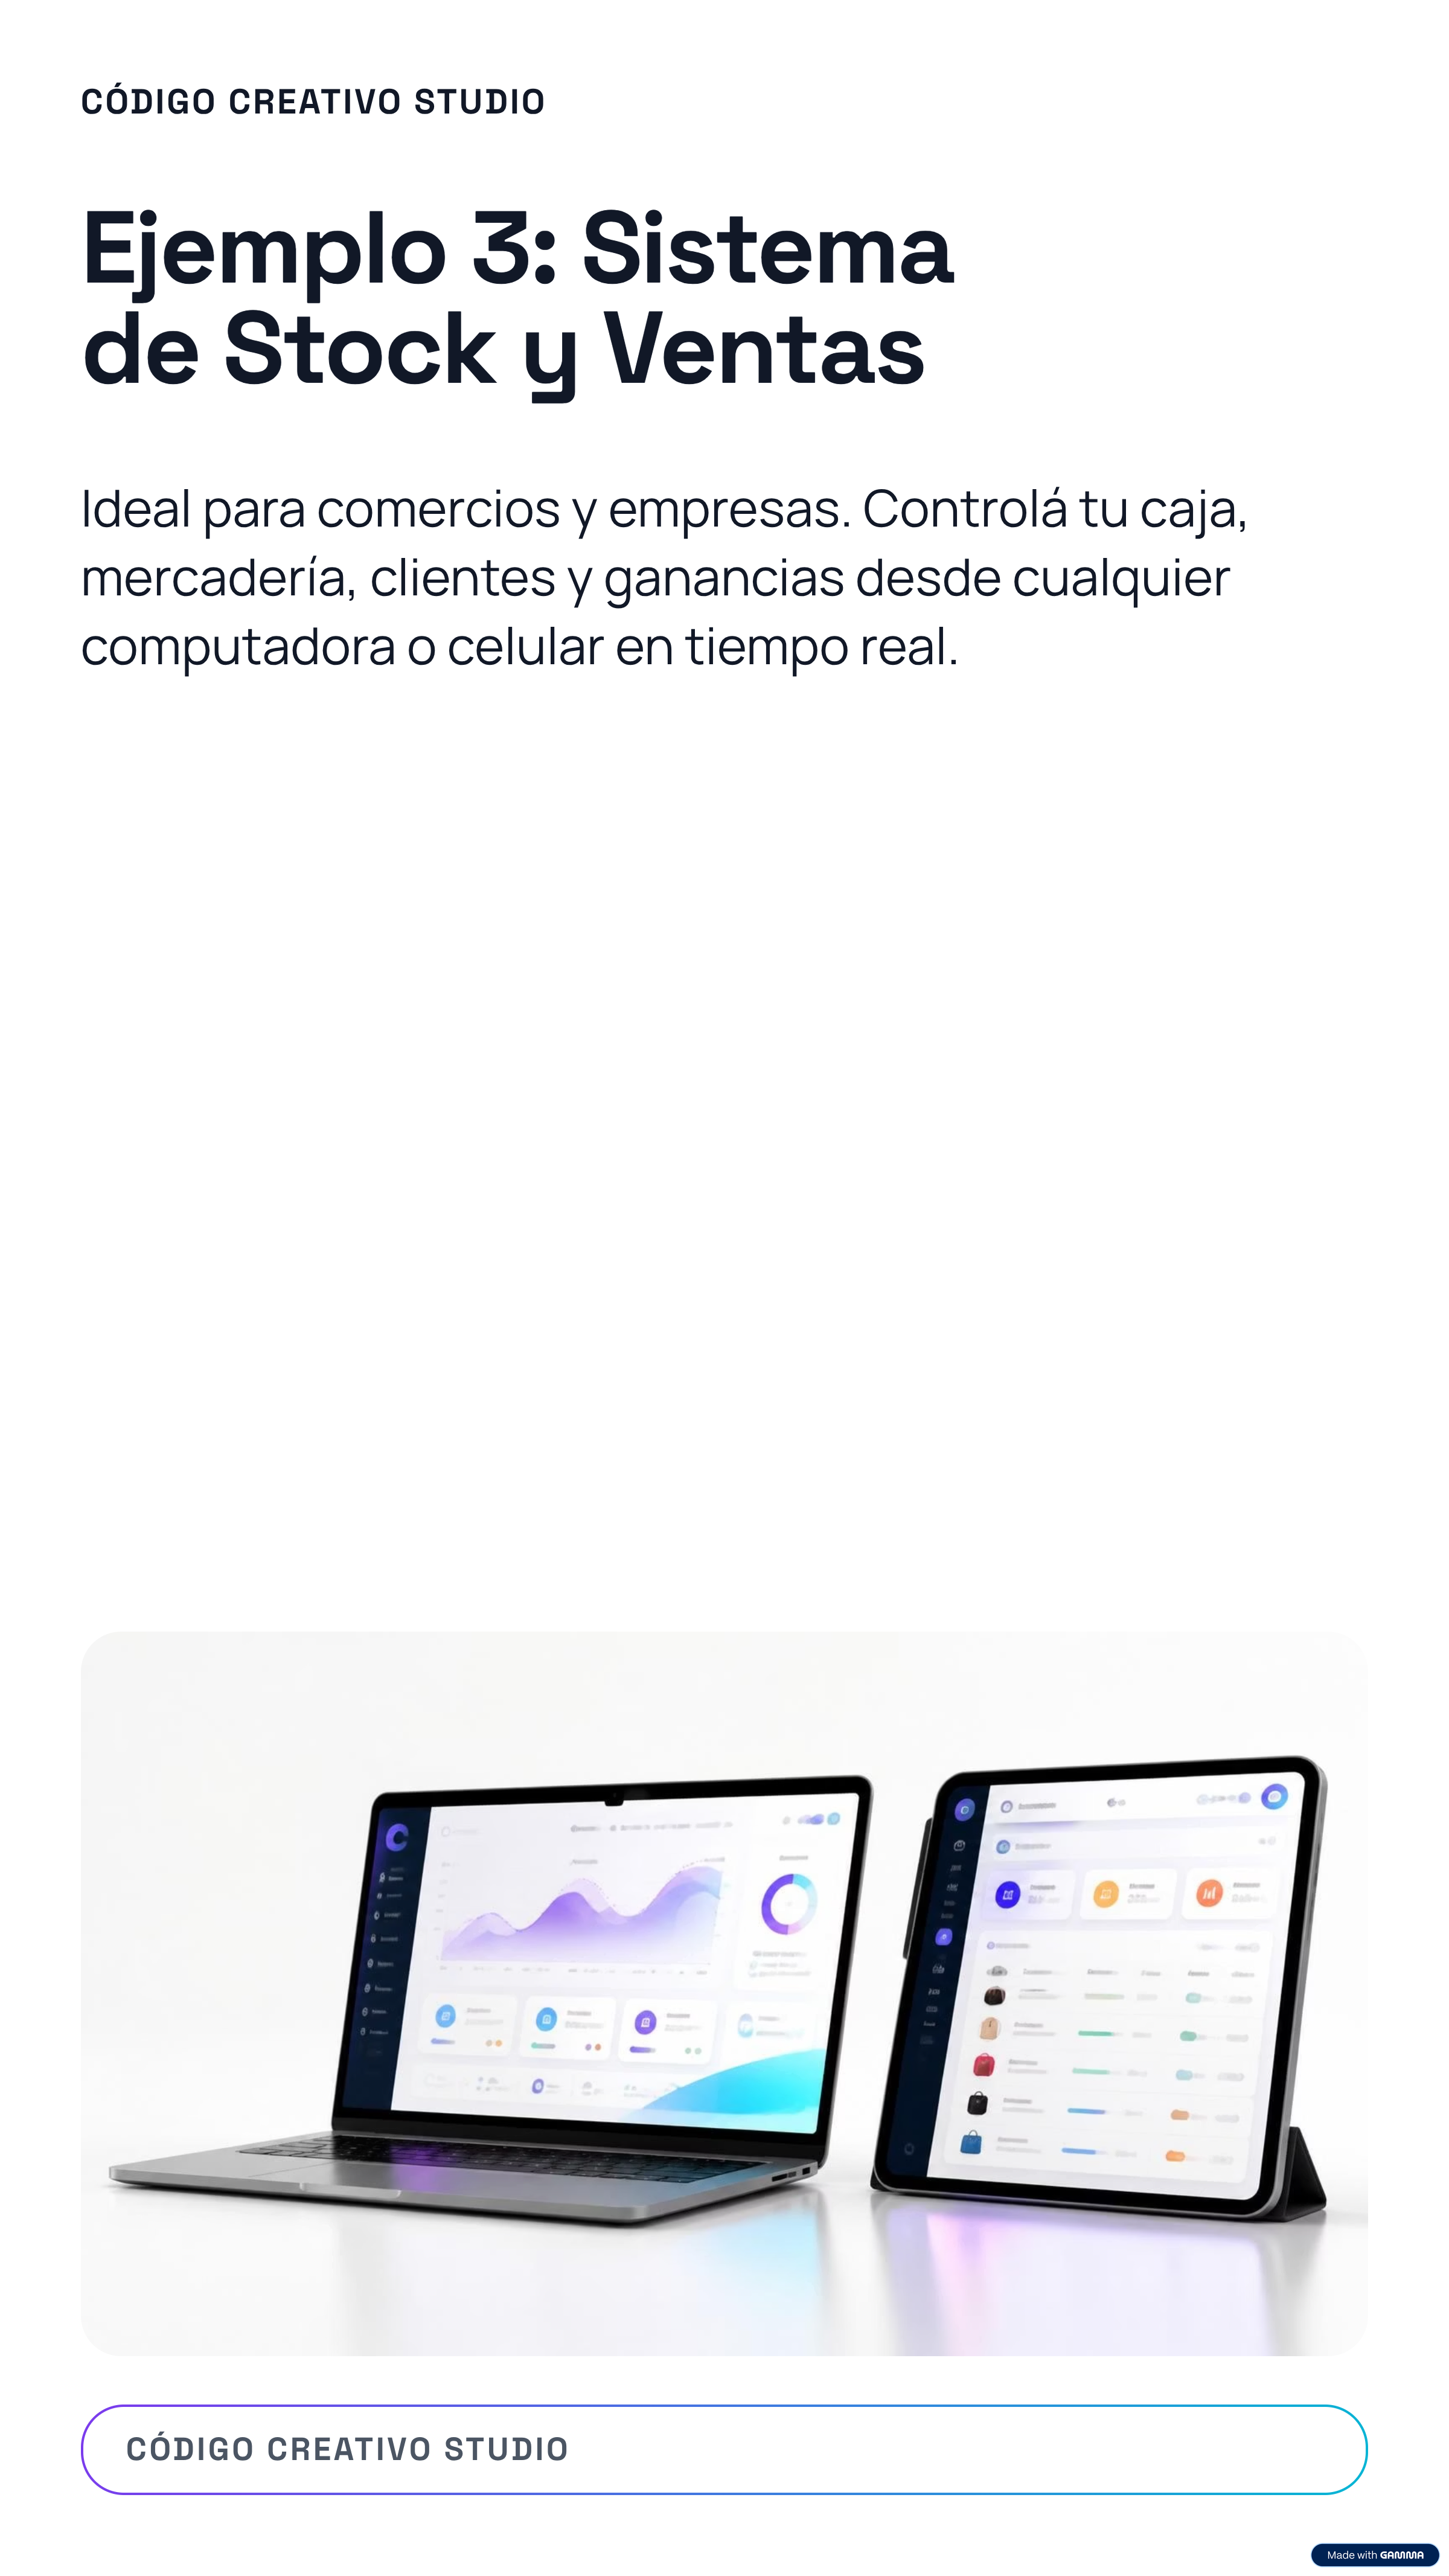 CÓDIGO CREATIVO STUDIO
Ejemplo 3: Sistema
de Stock y Ventas
Ideal para comercios y empresas. Controlá tu caja,
mercadería, clientes y ganancias desde cualquier
computadora o celular en tiempo real.
CÓDIGO CREATIVO STUDIO
Made with GAMMA